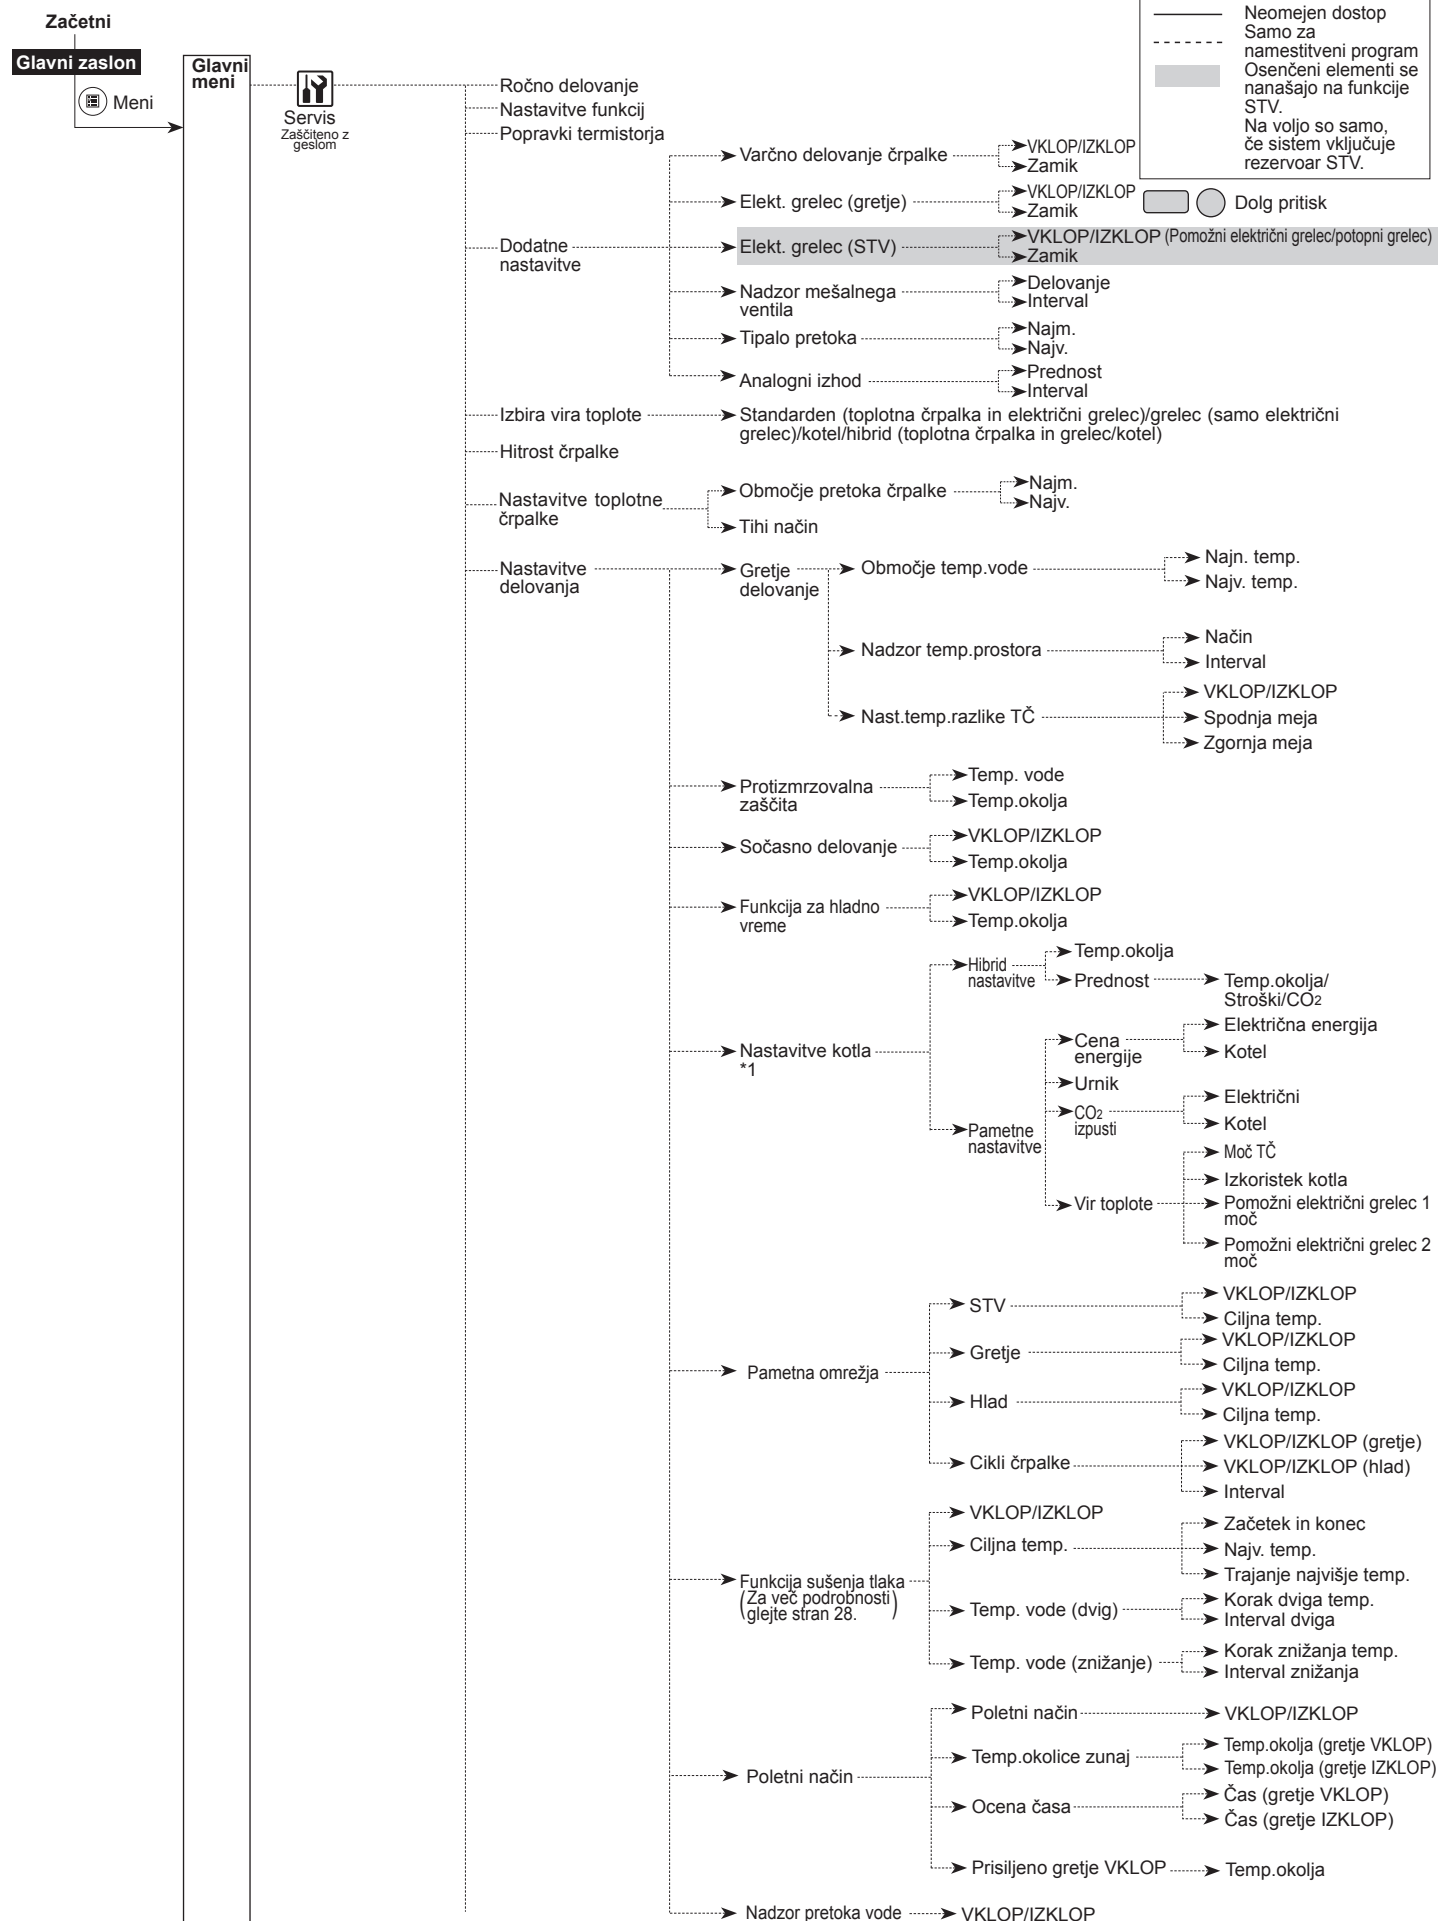 Začetni
Glavni zaslon
Meni
Glavni
meni
Servis
Zaščiteno z
geslom
Neomejen dostop
Samo za
namestitveni program
Osenčeni elementi se
nanašajo na funkcije
STV.
Na voljo so samo,
če sistem vključuje
rezervoar STV.
Dolg pritisk
Ročno delovanje
Nastavitve funkcij
Popravki termistorja
Dodatne
nastavitve
Varčno delovanje črpalke
VKLOP/IZKLOP
Zamik
Elekt. grelec (gretje)
VKLOP/IZKLOP
Zamik
Elekt. grelec (STV)
VKLOP/IZKLOP (Pomožni električni grelec/potopni grelec)
Zamik
Nadzor mešalnega
ventila
Delovanje
Interval
Tipalo pretoka
Najm.
Najv.
Analogni izhod
Prednost
Interval
Izbira vira toplote
Standarden (toplotna črpalka in električni grelec)/grelec (samo električni
grelec)/kotel/hibrid (toplotna črpalka in grelec/kotel)
Hitrost črpalke
Nastavitve toplotne
črpalke
Območje pretoka črpalke
Najm.
Najv.
Tihi način
Nastavitve
delovanja
Gretje
delovanje
Območje temp.vode
Najn. temp.
Najv. temp.
Nadzor temp.prostora
Način
Interval
Nast.temp.razlike TČ
VKLOP/IZKLOP
Spodnja meja
Zgornja meja
Protizmrzovalna
zaščita
Temp. vode
Temp.okolja
Sočasno delovanje
VKLOP/IZKLOP
Temp.okolja
Funkcija za hladno
vreme
VKLOP/IZKLOP
Temp.okolja
Nastavitve kotla
*1
Hibrid
nastavitve
Temp.okolja
Prednost
Temp.okolja/
Stroški/CO2
Pametne
nastavitve
Cena
energije
Električna energija
Kotel
Urnik
CO2
izpusti
Električni
Kotel
Vir toplote
Moč TČ
Izkoristek kotla
Pomožni električni grelec 1
moč
Pomožni električni grelec 2
moč
Pametna omrežja
STV
VKLOP/IZKLOP
Ciljna temp.
Gretje
VKLOP/IZKLOP
Ciljna temp.
Hlad
VKLOP/IZKLOP
Ciljna temp.
Cikli črpalke
VKLOP/IZKLOP (gretje)
VKLOP/IZKLOP (hlad)
Interval
Funkcija sušenja tlaka
(Za več podrobnosti
glejte stran 28.)
VKLOP/IZKLOP
Ciljna temp.
Začetek in konec
Najv. temp.
Trajanje najvišje temp.
Temp. vode (dvig)
Korak dviga temp.
Interval dviga
Temp. vode (znižanje)
Korak znižanja temp.
Interval znižanja
Poletni način
Poletni način
VKLOP/IZKLOP
Temp.okolice zunaj
Temp.okolja (gretje VKLOP)
Temp.okolja (gretje IZKLOP)
Ocena časa
Čas (gretje VKLOP)
Čas (gretje IZKLOP)
Prisiljeno gretje VKLOP
Temp.okolja
Nadzor pretoka vode
VKLOP/IZKLOP